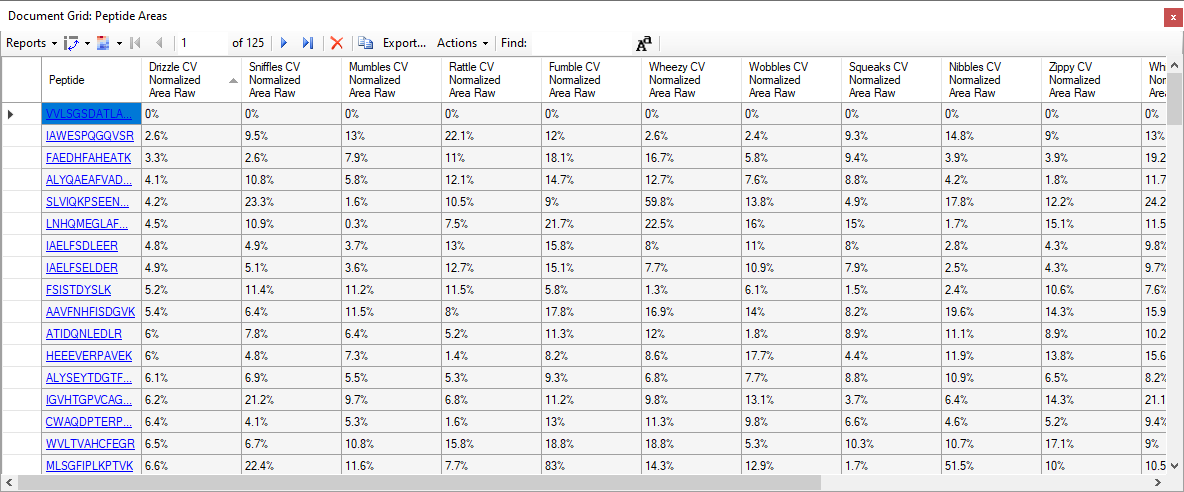 Document Grid: Peptide Areas
x
Reports 1 of 125 Export... Actions Find: Aa
Peptide Drizzle CV Normalized Area Raw Sniffles CV Normalized Area Raw Mumbles CV Normalized Area Raw Rattle CV Normalized Area Raw Fumble CV Normalized Area Raw Wheezy CV Normalized Area Raw Wobbles CV Normalized Area Raw Squeaks CV Normalized Area Raw Nibbles CV Normalized Area Raw Zippy CV Normalized Area Raw Wh Nor Are
VVLSGSDATLA... 0% 0% 0% 0% 0% 0% 0% 0% 0% 0% 0%
IAWESPQGQVSR 2.6% 9.5% 13% 22.1% 12% 2.6% 2.4% 9.3% 14.8% 9% 13%
FAEDHFAHEATK 3.3% 2.6% 7.9% 11% 18.1% 16.7% 5.8% 9.4% 3.9% 3.9% 19.2
ALYQAEAFVAD... 4.1% 10.8% 5.8% 12.1% 14.7% 12.7% 7.6% 8.8% 4.2% 1.8% 11.7
SLVIQKPSEEN... 4.2% 23.3% 1.6% 10.5% 9% 59.8% 13.8% 4.9% 17.8% 12.2% 24.2
LNHQMEGLAF... 4.5% 10.9% 0.3% 7.5% 21.7% 22.5% 16% 15% 1.7% 15.1% 11.5
IAELFSDLEER 4.8% 4.9% 3.7% 13% 15.8% 8% 11% 8% 2.8% 4.3% 9.8%
IAELFSELDER 4.9% 5.1% 3.6% 12.7% 15.1% 7.7% 10.9% 7.9% 2.5% 4.3% 9.7%
FSISTDYSLK 5.2% 11.4% 11.2% 11.5% 5.8% 1.3% 6.1% 1.5% 2.4% 10.6% 7.6%
AAVFNHFISDGVK 5.4% 6.4% 11.5% 8% 17.8% 16.9% 14% 8.2% 19.6% 14.3% 15.9
ATIDQNLEDLR 6% 7.8% 6.4% 5.2% 11.3% 12% 1.8% 8.9% 11.1% 8.9% 10.2
HEEEVERPAVEK 6% 4.8% 7.3% 1.4% 8.2% 8.6% 17.7% 4.4% 11.9% 13.8% 15.6
ALYSEYTDGTF... 6.1% 6.9% 5.5% 5.3% 9.3% 6.8% 7.7% 8.8% 10.9% 6.5% 8.2%
IGVHTGPVCAG... 6.2% 21.2% 9.7% 6.8% 11.2% 9.8% 13.1% 3.7% 6.4% 14.3% 21.1
CWAQDPTERP... 6.4% 4.1% 5.3% 1.6% 13% 11.3% 9.8% 6.6% 4.6% 5.2% 9.4%
WVLTVAHCFEGR 6.5% 6.7% 10.8% 15.8% 18.8% 18.8% 5.3% 10.3% 10.7% 17.1% 9%
MLSGFIPLKPTVK 6.6% 22.4% 11.6% 7.7% 83% 14.3% 12.9% 1.7% 51.5% 10% 10.5